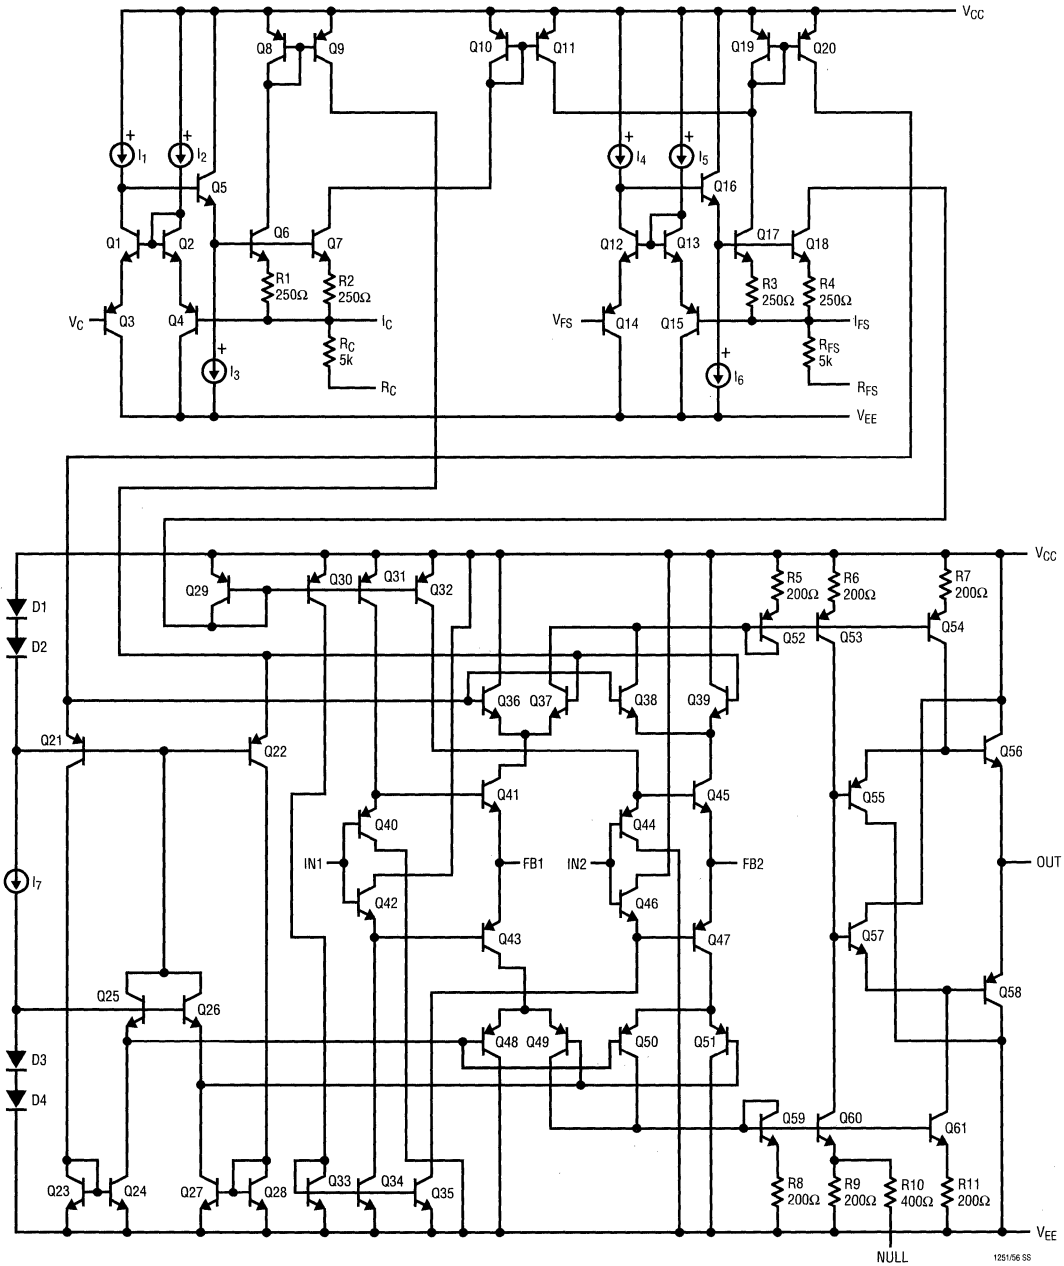 VCC
Q8 Q9 Q10 Q11 Q19 Q20
+ + + +
I1 I2 I4 I5
Q5 Q16
Q1 Q2 Q6 Q7 Q12 Q13 Q17 Q18
R1 250Ω R2 250Ω R3 250Ω R4 250Ω
VC Q3 Q4 IC VFS Q14 Q15 IFS
RC 5k RFS 5k
+ +
I3 I6
RC RFS
VEE
VCC
Q29 Q30 Q31 Q32 R5 200Ω R6 200Ω R7 200Ω
D1
Q52 Q53 Q54
D2
Q36 Q37 Q38 Q39
Q21 Q22 Q56
Q41 Q45 Q55
Q40 Q44
IN1 FB1 IN2 FB2 OUT
I7
Q42 Q46
Q43 Q47 Q57
Q25 Q26 Q58
Q48 Q49 Q50 Q51
D3
D4
Q59 Q60 Q61
Q23 Q24 Q27 Q28 Q33 Q34 Q35
R8 200Ω R9 200Ω R10 400Ω R11 200Ω
VEE
NULL
1251/56 SS